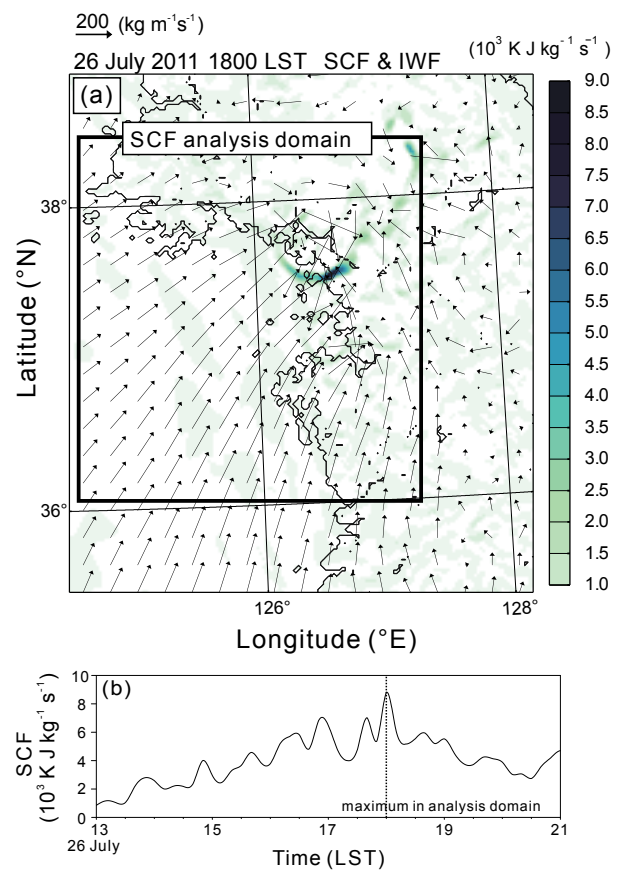 200 (kg m⁻¹s⁻¹)
26 July 2011 1800 LST SCF & IWF
(10³ K J kg⁻¹ s⁻¹)
(a)
SCF analysis domain
38°
36°
Latitude (°N)
126° 128°
Longitude (°E)
9.0
8.5
8.0
7.5
7.0
6.5
6.0
5.5
5.0
4.5
4.0
3.5
3.0
2.5
2.0
1.5
1.0
(b)
SCF
(10³ K J kg⁻¹ s⁻¹)
10
8
6
4
2
0
maximum in analysis domain
13 15 17 19 21
26 July
Time (LST)